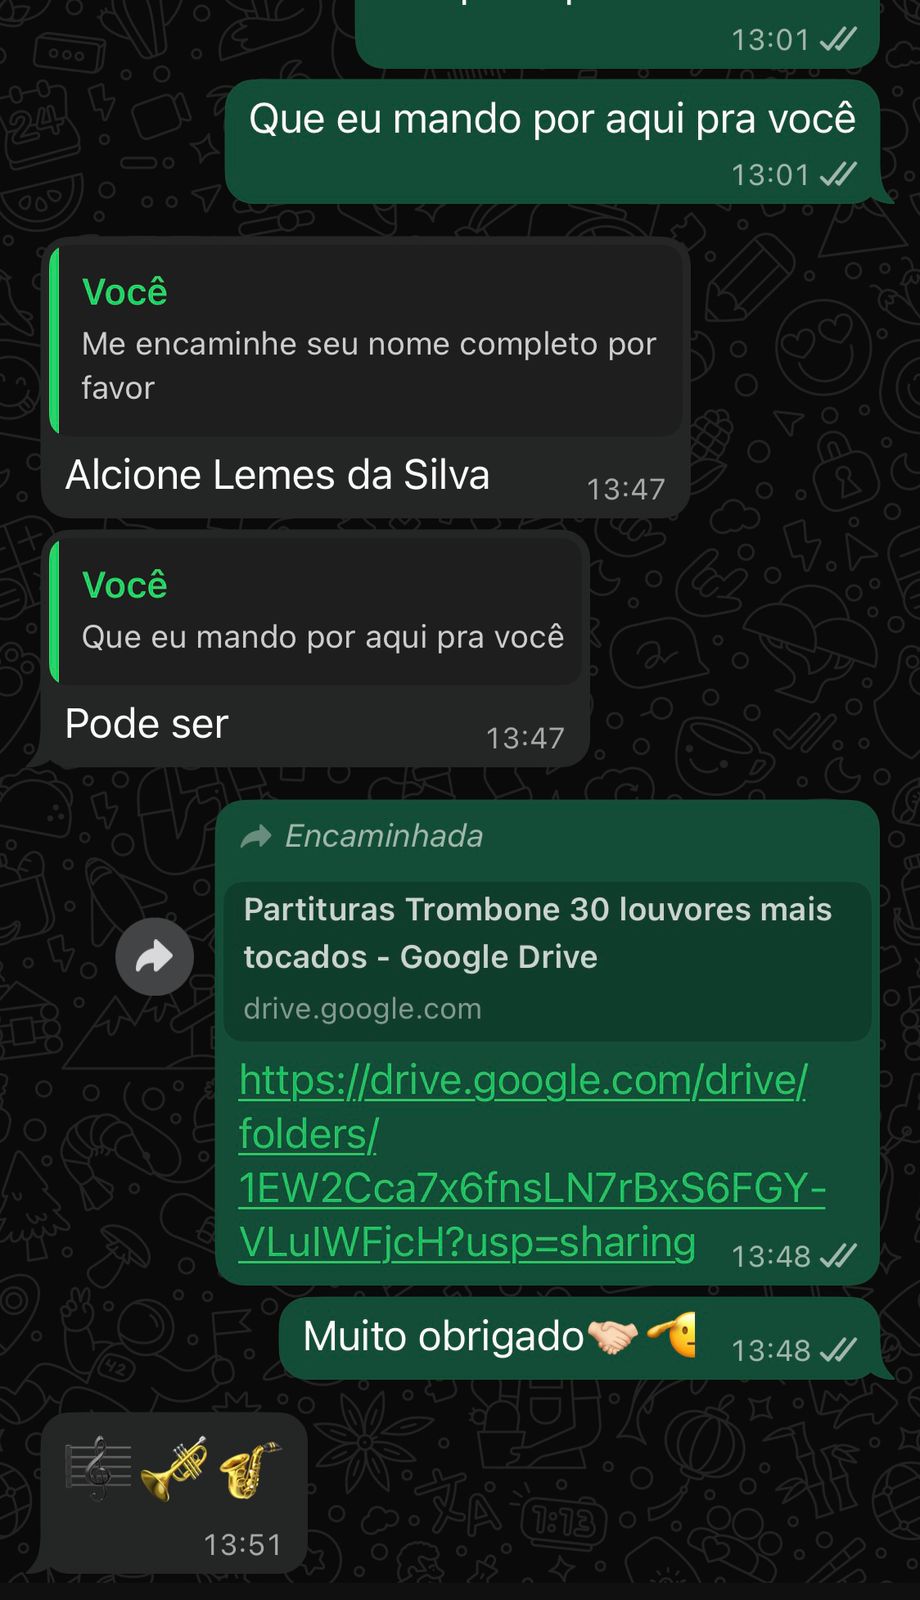 13:01
Que eu mando por aqui pra você
13:01
Você
Me encaminhe seu nome completo por
favor
Alcione Lemes da Silva
13:47
Você
Que eu mando por aqui pra você
Pode ser
13:47
Encaminhada
Partituras Trombone 30 louvores mais
tocados - Google Drive
drive.google.com
https://drive.google.com/drive/
folders/
1EW2Cca7x6fnsLN7rBxS6FGY-
VLuIWFjcH?usp=sharing
13:48
Muito obrigado🤝🏻🫡
13:48
🎼🎺🎷
13:51